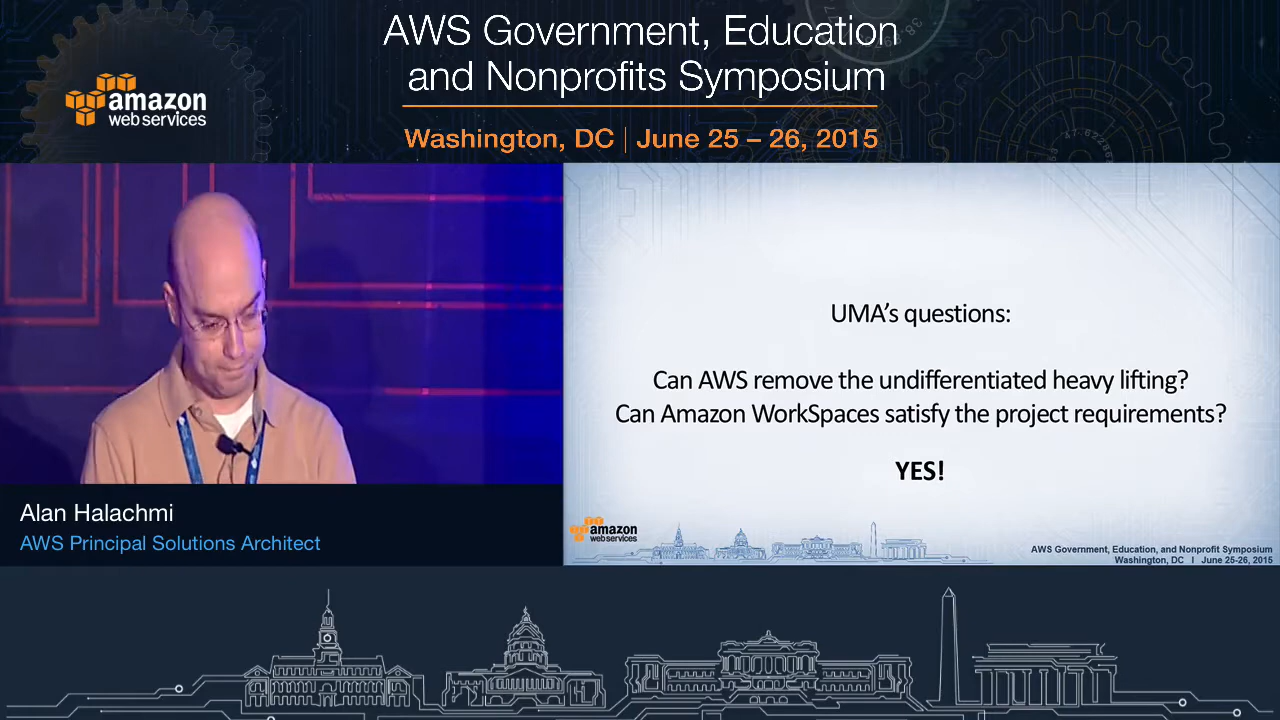 AWS Government, Education
and Nonprofits Symposium
amazon
web services
Washington, DC | June 25 – 26, 2015
UMA's questions:
Can AWS remove the undifferentiated heavy lifting?
Can Amazon WorkSpaces satisfy the project requirements?
YES!
Alan Halachmi
AWS Principal Solutions Architect
amazon
web services
AWS Government, Education, and Nonprofit Symposium
Washington, DC | June 25-26, 2015